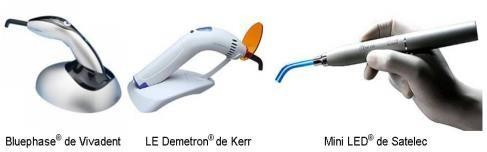 Bluephase® de Vivadent LE Demetron® de Kerr Mini LED® de Satelec